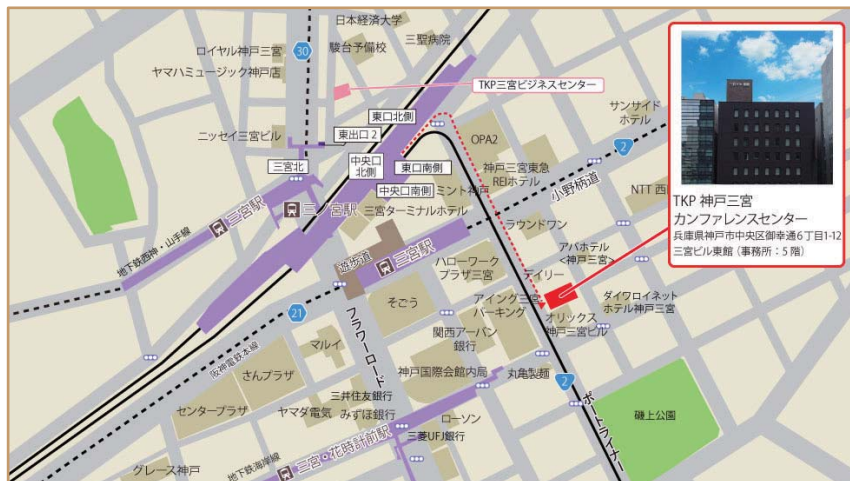 日本経済大学
三聖病院
ロイヤル神戸三宮
30
駿台予備校
ヤマハミュージック神戸店
TKP三宮ビジネスセンター
東口北側
ニッセイ三宮ビル
東出口 2
三宮北
中央口
北側
東口南側
中央口南側
OPA2
ミント神戸
神戸三宮東急
REIホテル
サンサイド
ホテル
2
小野柄道
NTT 西
三宮駅
三ノ宮駅
三宮ターミナルホテル
地下鉄西神・山手線
遊歩道
三宮駅
ラウンドワン
アパホテル
<神戸三宮>
ハローワーク
プラザ三宮
デイリー
21
そごう
アイング三宮
パーキング
オリックス
神戸三宮ビル
ダイワロイネット
ホテル神戸三宮
フラワーロード
関西アーバン
銀行
阪神電鉄本線
マルイ
さんプラザ
神戸国際会館内局
丸亀製麺
2
ポートライナー
磯上公園
センタープラザ
三井住友銀行
ヤマダ電気
みずほ銀行
ローソン
三菱UFJ銀行
三宮・花時計前駅
地下鉄海岸線
グレース神戸
TKP 神戸三宮
カンファレンスセンター
兵庫県神戸市中央区御幸通6丁目1-12
三宮ビル東館（事務所：5 階）